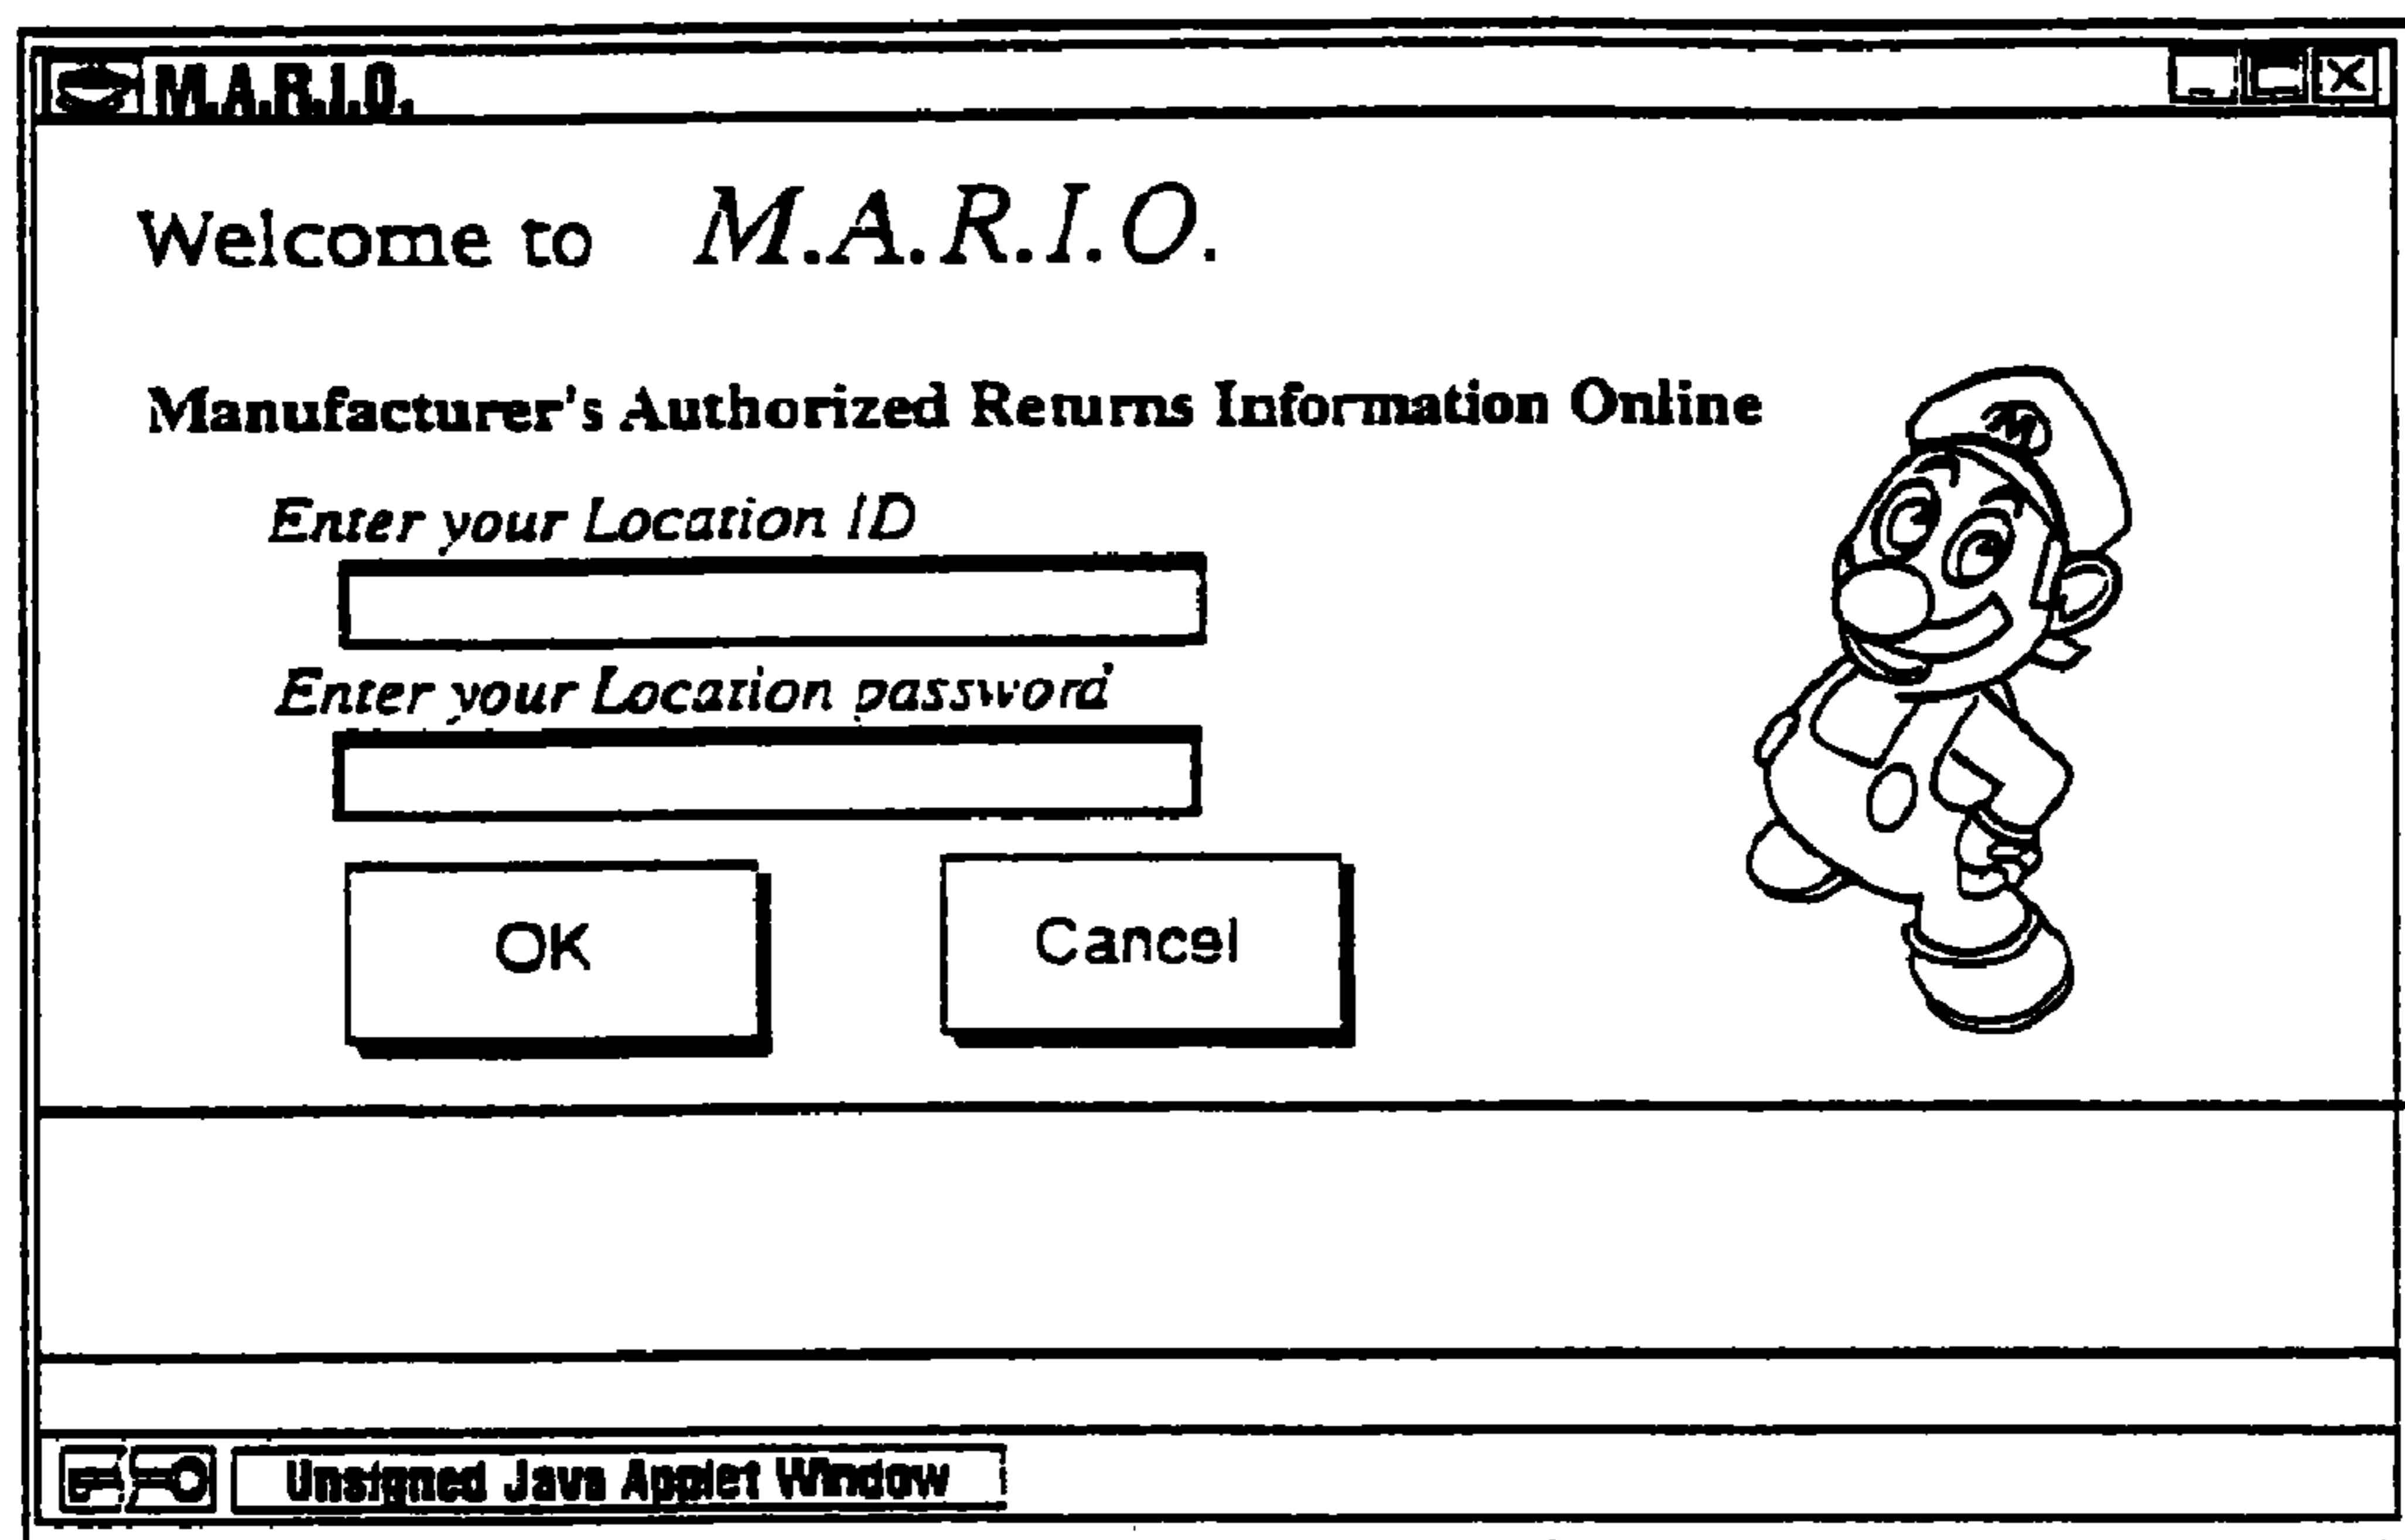 M.A.R.I.O.
Welcome to M.A.R.I.O.
Manufacturer's Authorized Returns Information Online
Enter your Location ID
Enter your Location password
OK Cancel
M
Unsigned Java Applet Window